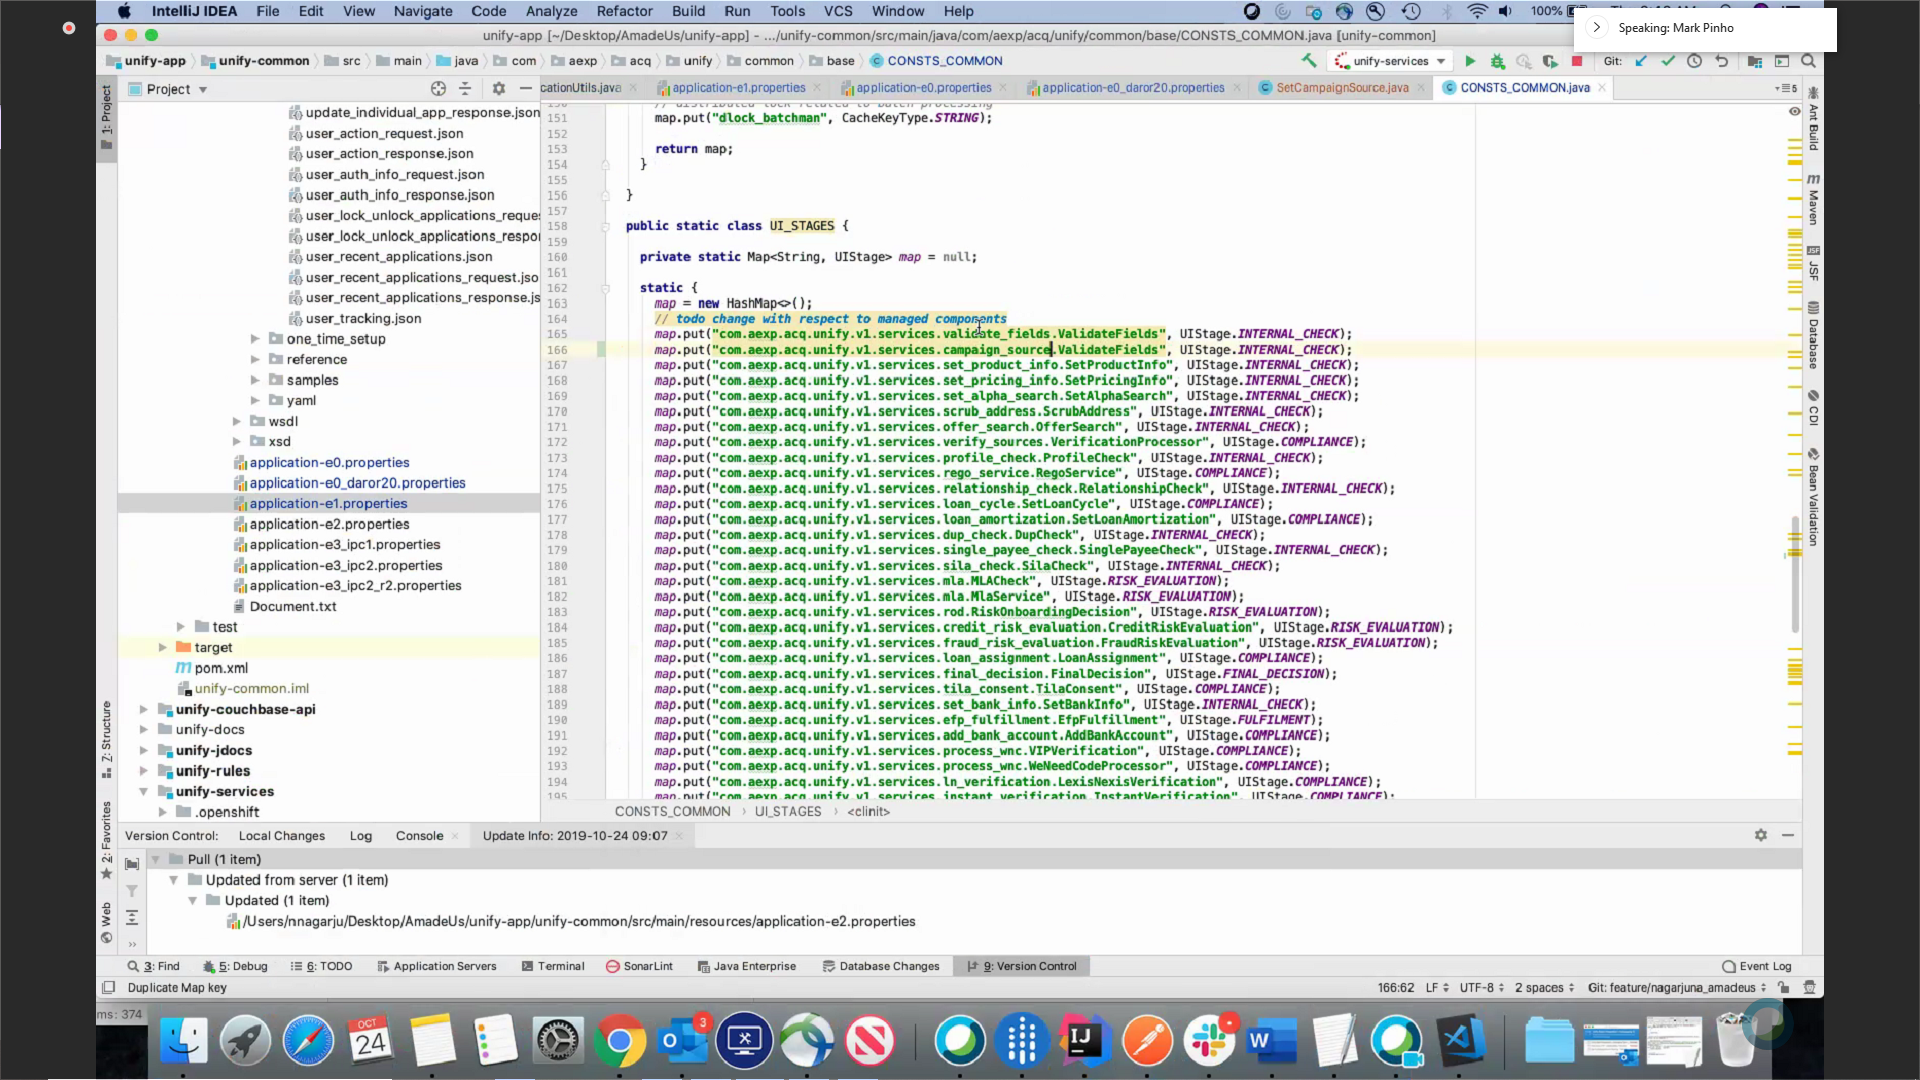 IntelliJ IDEA File Edit View Navigate Code Analyze Refactor Build Run Tools VCS Window Help 100%
Speaking: Mark Pinho
unify-app [~/Desktop/AmadeUs/unify-app] - .../unify-common/src/main/java/com/aexp/acq/unify/common/base/CONSTS_COMMON.java [unify-common]
unify-app unify-common src main java com aexp acq unify common base CONSTS_COMMON unify-services Git:
Project
cationUtils.java application-e1.properties application-e0.properties application-e0_daror20.properties SetCampaignSource.java CONSTS_COMMON.java
1: Project
Z: Structure
2: Favorites
Web
Ant Build
Maven
JSF
Database
CDI
Bean Validation
update_individual_app_response.json
user_action_request.json
user_action_response.json
user_auth_info_request.json
user_auth_info_response.json
user_lock_unlock_applications_reque
user_lock_unlock_applications_respo
user_recent_applications.json
user_recent_applications_request.jso
user_recent_applications_response.js
user_tracking.json
one_time_setup
reference
samples
yaml
wsdl
xsd
application-e0.properties
application-e0_daror20.properties
application-e1.properties
application-e2.properties
application-e3_ipc1.properties
application-e3_ipc2.properties
application-e3_ipc2_r2.properties
Document.txt
test
target
pom.xml
unify-common.iml
unify-couchbase-api
unify-docs
unify-jdocs
unify-rules
unify-services
.openshift
150 // distributed lock related to batch processing
151 map.put("dlock_batchman", CacheKeyType.STRING);
152
153 return map;
154 }
155
156 }
157
158 public static class UI_STAGES {
159
160 private static Map<String, UIStage> map = null;
161
162 static {
163 map = new HashMap<>();
164 // todo change with respect to managed components
165 map.put("com.aexp.acq.unify.v1.services.validate_fields.ValidateFields", UIStage.INTERNAL_CHECK);
166 map.put("com.aexp.acq.unify.v1.services.campaign_source.ValidateFields", UIStage.INTERNAL_CHECK);
167 map.put("com.aexp.acq.unify.v1.services.set_product_info.SetProductInfo", UIStage.INTERNAL_CHECK);
168 map.put("com.aexp.acq.unify.v1.services.set_pricing_info.SetPricingInfo", UIStage.INTERNAL_CHECK);
169 map.put("com.aexp.acq.unify.v1.services.set_alpha_search.SetAlphaSearch", UIStage.INTERNAL_CHECK);
170 map.put("com.aexp.acq.unify.v1.services.scrub_address.ScrubAddress", UIStage.INTERNAL_CHECK);
171 map.put("com.aexp.acq.unify.v1.services.offer_search.OfferSearch", UIStage.INTERNAL_CHECK);
172 map.put("com.aexp.acq.unify.v1.services.verify_sources.VerificationProcessor", UIStage.COMPLIANCE);
173 map.put("com.aexp.acq.unify.v1.services.profile_check.ProfileCheck", UIStage.INTERNAL_CHECK);
174 map.put("com.aexp.acq.unify.v1.services.rego_service.RegoService", UIStage.COMPLIANCE);
175 map.put("com.aexp.acq.unify.v1.services.relationship_check.RelationshipCheck", UIStage.INTERNAL_CHECK);
176 map.put("com.aexp.acq.unify.v1.services.loan_cycle.SetLoanCycle", UIStage.COMPLIANCE);
177 map.put("com.aexp.acq.unify.v1.services.loan_amortization.SetLoanAmortization", UIStage.COMPLIANCE);
178 map.put("com.aexp.acq.unify.v1.services.dup_check.DupCheck", UIStage.INTERNAL_CHECK);
179 map.put("com.aexp.acq.unify.v1.services.single_payee_check.SinglePayeeCheck", UIStage.INTERNAL_CHECK);
180 map.put("com.aexp.acq.unify.v1.services.sila_check.SilaCheck", UIStage.INTERNAL_CHECK);
181 map.put("com.aexp.acq.unify.v1.services.mla.MLACheck", UIStage.RISK_EVALUATION);
182 map.put("com.aexp.acq.unify.v1.services.mla.MlaService", UIStage.RISK_EVALUATION);
183 map.put("com.aexp.acq.unify.v1.services.rod.RiskOnboardingDecision", UIStage.RISK_EVALUATION);
184 map.put("com.aexp.acq.unify.v1.services.credit_risk_evaluation.CreditRiskEvaluation", UIStage.RISK_EVALUATION);
185 map.put("com.aexp.acq.unify.v1.services.fraud_risk_evaluation.FraudRiskEvaluation", UIStage.RISK_EVALUATION);
186 map.put("com.aexp.acq.unify.v1.services.loan_assignment.LoanAssignment", UIStage.COMPLIANCE);
187 map.put("com.aexp.acq.unify.v1.services.final_decision.FinalDecision", UIStage.FINAL_DECISION);
188 map.put("com.aexp.acq.unify.v1.services.tila_consent.TilaConsent", UIStage.COMPLIANCE);
189 map.put("com.aexp.acq.unify.v1.services.set_bank_info.SetBankInfo", UIStage.INTERNAL_CHECK);
190 map.put("com.aexp.acq.unify.v1.services.efp_fulfillment.EfpFulfillment", UIStage.FULFILMENT);
191 map.put("com.aexp.acq.unify.v1.services.add_bank_account.AddBankAccount", UIStage.COMPLIANCE);
192 map.put("com.aexp.acq.unify.v1.services.process_wnc.VIPVerification", UIStage.COMPLIANCE);
193 map.put("com.aexp.acq.unify.v1.services.process_wnc.WeNeedCodeProcessor", UIStage.COMPLIANCE);
194 map.put("com.aexp.acq.unify.v1.services.ln_verification.LexisNexisVerification", UIStage.COMPLIANCE);
195 map.put("com.aexp.acq.unify.v1.services.instant_verification.InstantVerification", UIStage.COMPLIANCE);
CONSTS_COMMON UI_STAGES <clinit>
Version Control: Local Changes Log Console Update Info: 2019-10-24 09:07
Pull (1 item)
Updated from server (1 item)
Updated (1 item)
/Users/nnagarju/Desktop/AmadeUs/unify-app/unify-common/src/main/resources/application-e2.properties
3: Find 5: Debug 6: TODO Application Servers Terminal SonarLint Java Enterprise Database Changes 9: Version Control Event Log
Duplicate Map key 166:62 LF UTF-8 2 spaces Git: feature/nagarjuna_amadeus
ms: 374
OCT
24
3